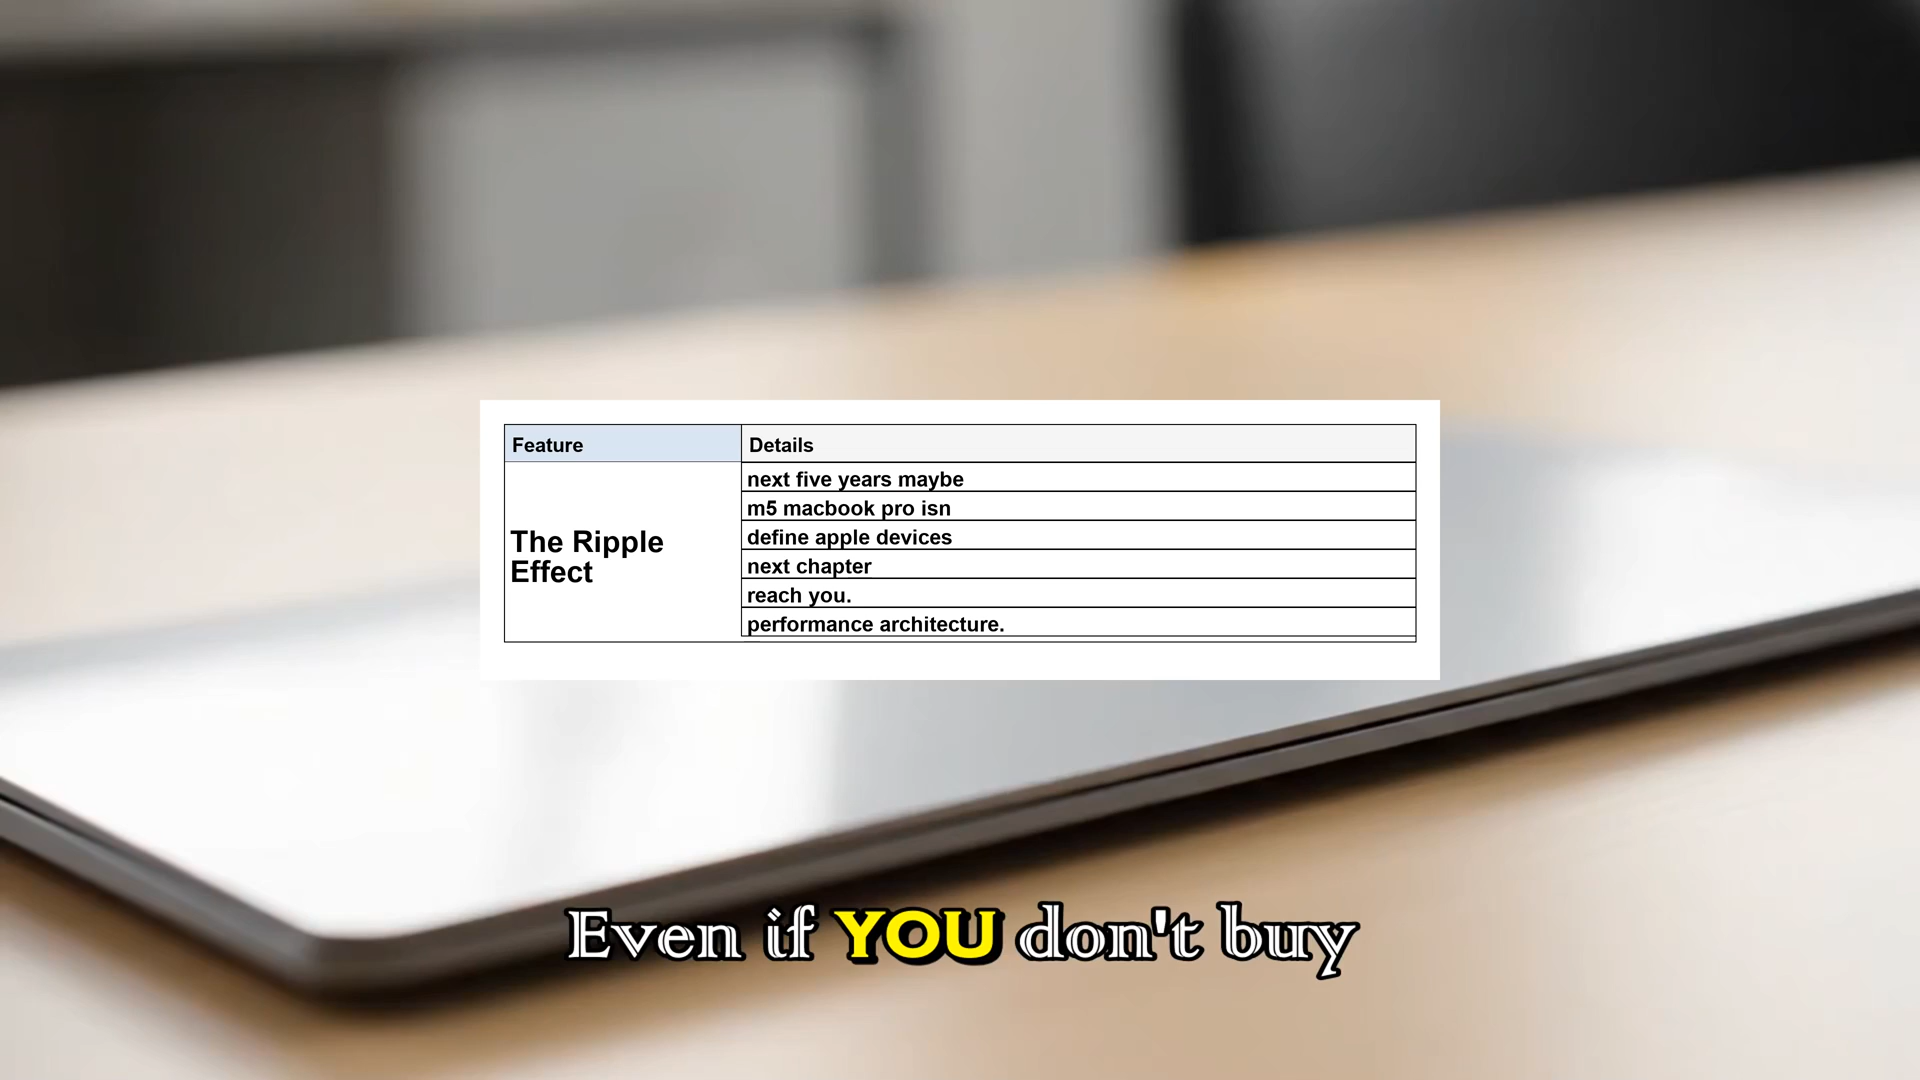 Feature
Details
The Ripple
Effect
next five years maybe
m5 macbook pro isn
define apple devices
next chapter
reach you.
performance architecture.
Even if YOU don't buy